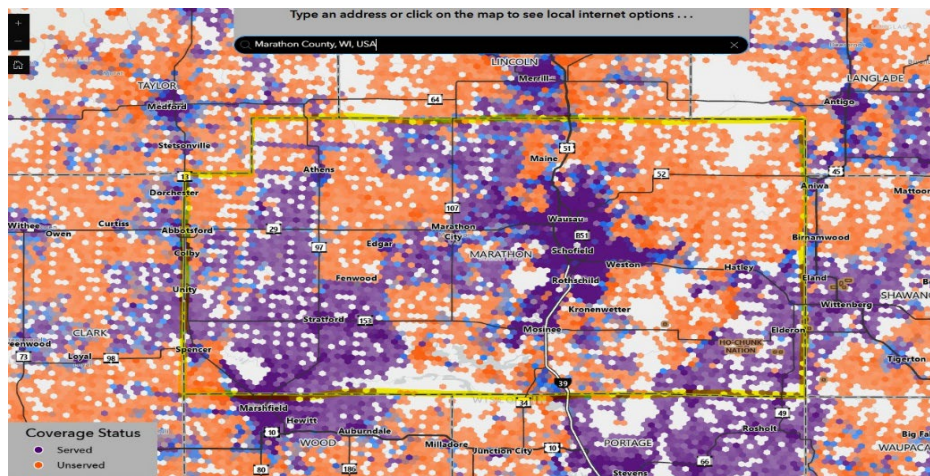 Type an address or click on the map to see local internet options . . .
Marathon County, WI, USA
LINCOLN
Merrill
TAYLOR
LANGLADE
Medford
64
Antigo
Stetsonville
51
Maine
13
Athens
52
45
Aniwa
Dorchester
Mattoon
107
Wausau
Withee
Curtiss
Owen
Abbotsford
29
Marathon
City
B51
Birnamwood
Colby
97
Edgar
MARATHON
Schofield
Weston
Hatley
Unity
Fenwood
Rothschild
Eland
SHAWANO
Wittenberg
Kronenwetter
Stratford
153
Mosinee
Elderon
CLARK
HO-CHUNK
NATION
Greenwood
73
Loyal
98
Spencer
Tigerton
39
34
Marshfield
49
Hewitt
Rosholt
Coverage Status
10
Auburndale
Served
WOOD
Milladore
10
PORTAGE
Unserved
Junction City
66
WAUPACA
80
186
Stevens